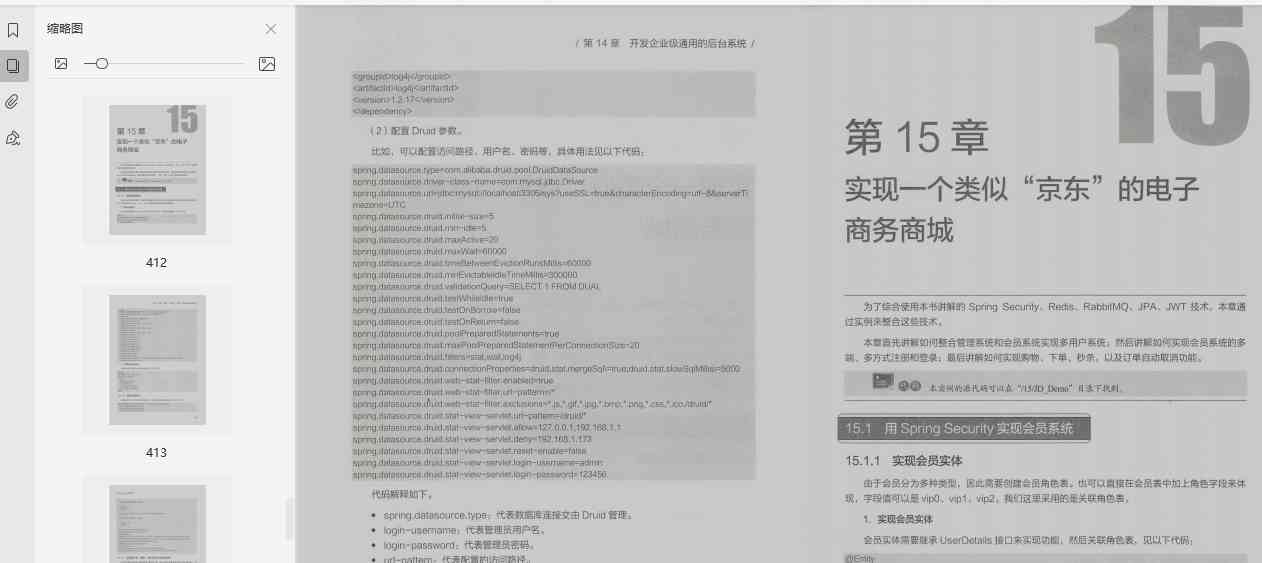 缩略图
第 15 章
实现一个类似“京东”的电子
商务商城
412
413
/ 第 14 章 开发企业级通用的后台系统 /
<groupId>log4j</groupId>
<artifactId>log4j</artifactId>
<version>1.2.17</version>
</dependency>
（2）配置 Druid 参数。
比如，可以配置访问路径、用户名、密码等，具体用法见以下代码：
spring.datasource.type=com.alibaba.druid.pool.DruidDataSource
spring.datasource.driver-class-name=com.mysql.jdbc.Driver
spring.datasource.url=jdbc:mysql://localhost:3306/sys?useSSL=true&characterEncoding=utf-8&serverTi
mezone=UTC
spring.datasource.druid.initial-size=5
spring.datasource.druid.min-idle=5
spring.datasource.druid.maxActive=20
spring.datasource.druid.maxWait=60000
spring.datasource.druid.timeBetweenEvictionRunsMillis=60000
spring.datasource.druid.minEvictableIdleTimeMillis=300000
spring.datasource.druid.validationQuery=SELECT 1 FROM DUAL
spring.datasource.druid.testWhileIdle=true
spring.datasource.druid.testOnBorrow=false
spring.datasource.druid.testOnReturn=false
spring.datasource.druid.poolPreparedStatements=true
spring.datasource.druid.maxPoolPreparedStatementPerConnectionSize=20
spring.datasource.druid.filters=stat,wall,log4j
spring.datasource.druid.connectionProperties=druid.stat.mergeSql\=true;druid.stat.slowSqlMillis\=5000
spring.datasource.druid.web-stat-filter.enabled=true
spring.datasource.druid.web-stat-filter.url-pattern=/*
spring.datasource.druid.web-stat-filter.exclusions=*.js,*.gif,*.jpg,*.bmp,*.png,*.css,*.ico,/druid/*
spring.datasource.druid.stat-view-servlet.url-pattern=/druid/*
spring.datasource.druid.stat-view-servlet.allow=127.0.0.1,192.168.1.1
spring.datasource.druid.stat-view-servlet.deny=192.168.1.173
spring.datasource.druid.stat-view-servlet.reset-enable=false
spring.datasource.druid.stat-view-servlet.login-username=admin
spring.datasource.druid.stat-view-servlet.login-password=123456
代码解释如下。
• spring.datasource.type：代表数据库连接交由 Druid 管理。
• login-username：代表管理员用户名。
• login-password：代表管理员密码。
• url-pattern：代表配置的访问路径。
15
第 15 章
实现一个类似“京东”的电子
商务商城
为了综合使用本书讲解的 Spring Security、Redis、RabbitMQ、JPA、JWT 技术，本章通
过实例来整合这些技术。
本章首先讲解如何整合管理系统和会员系统实现多用户系统；然后讲解如何实现会员系统的多
端、多方式注册和登录；最后讲解如何实现购物、下单、秒杀，以及订单自动取消功能。
本实例的源代码可以在“/15/JD_Demo”目录下找到。
15.1 用 Spring Security 实现会员系统
15.1.1 实现会员实体
由于会员分为多种类型，因此需要创建会员角色表。也可以直接在会员表中加上角色字段来体
现，字段值可以是 vip0、vip1、vip2。我们这里采用的是关联角色表。
1. 实现会员实体
会员实体需要继承 UserDetails 接口来实现功能，然后关联角色表，见以下代码：
@Entity